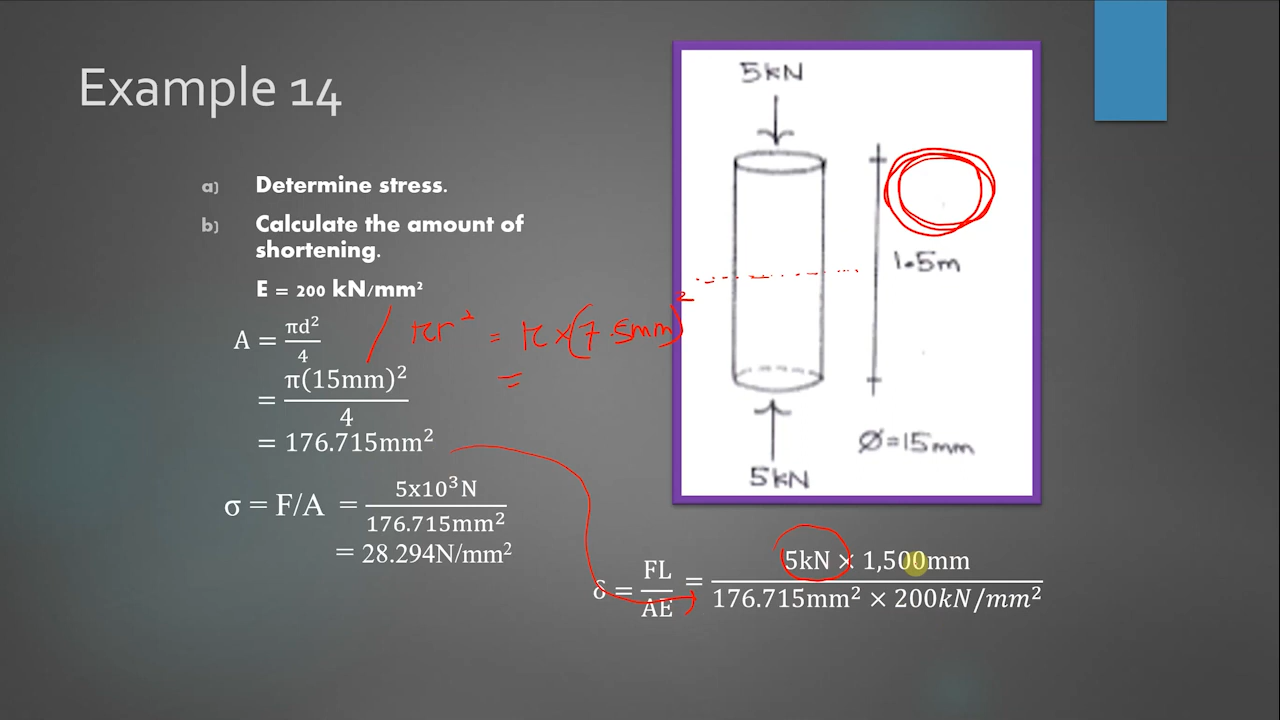 Example 14
a) Determine stress.
b) Calculate the amount of
shortening.
E = 200 kN/mm²
A = πd²/4
πr² = π×(7.5mm)²
= π(15mm)²/4
=
= 176.715mm²
σ = F/A = 5x10³N/176.715mm²
= 28.294N/mm²
5kN
1.5m
Ø=15mm
5kN
δ = FL/AE = 5kN × 1,500mm/176.715mm² × 200kN/mm²